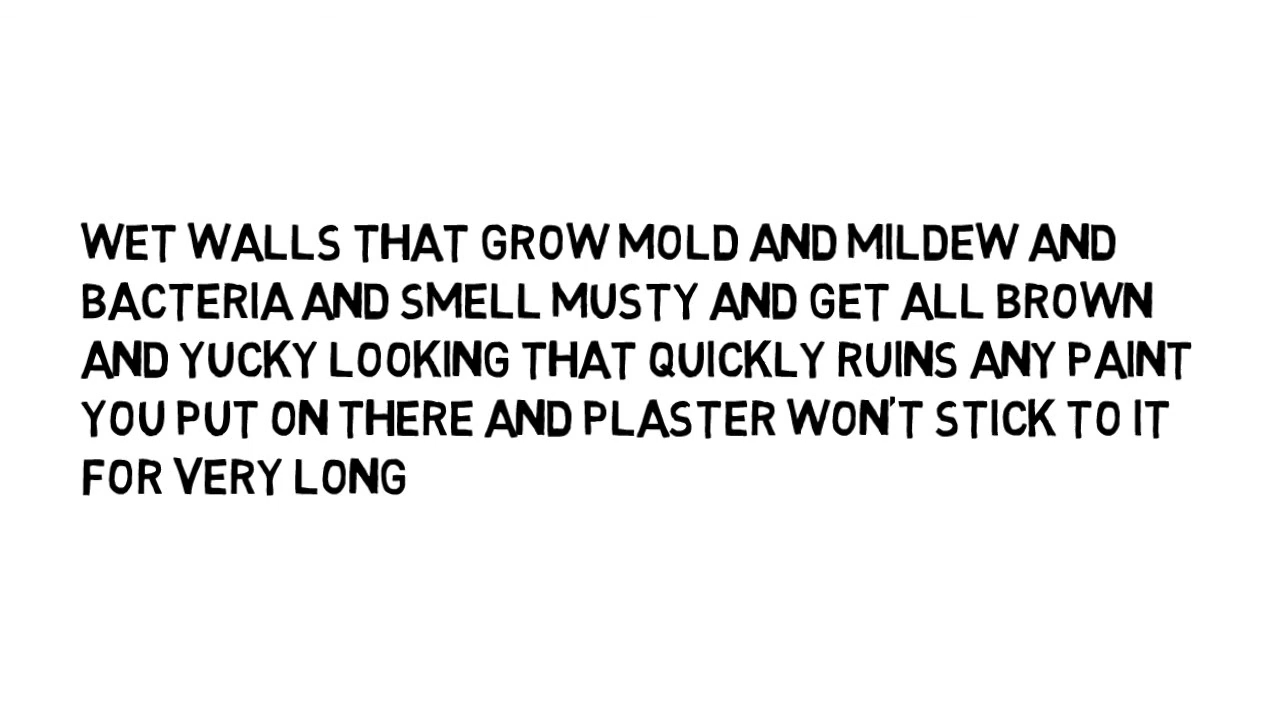 WET WALLS THAT GROW MOLD AND MILDEW AND
BACTERIA AND SMELL MUSTY AND GET ALL BROWN
AND YUCKY LOOKING THAT QUICKLY RUINS ANY PAINT
YOU PUT ON THERE AND PLASTER WON'T STICK TO IT
FOR VERY LONG